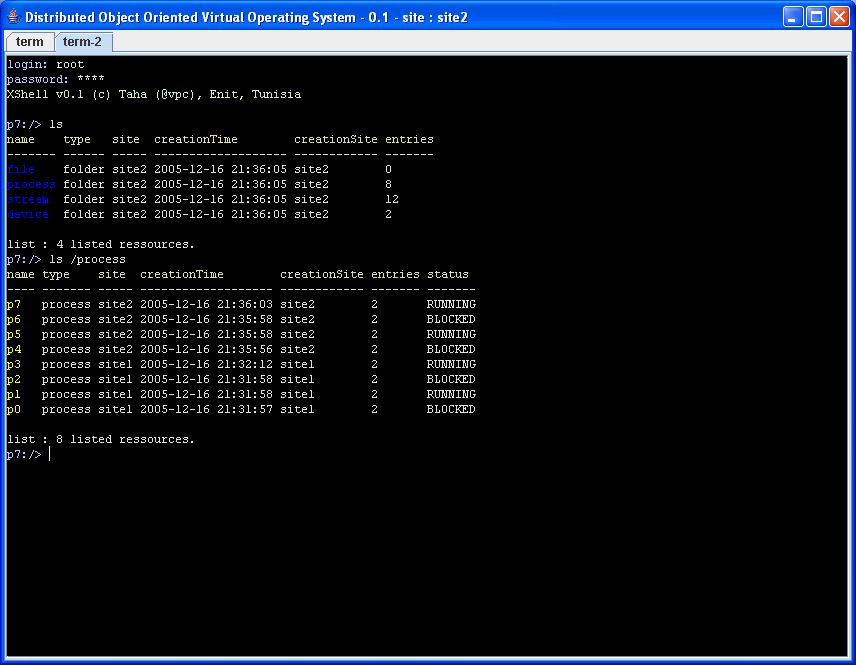 Distributed Object Oriented Virtual Operating System - 0.1 - site : site2
term term-2
login: root
password: ****
XShell v0.1 (c) Taha (@vpc), Enit, Tunisia
p7:/> ls
name    type   site  creationTime        creationSite entries
------- ------ ----- ------------------- ------------ -------
file    folder site2 2005-12-16 21:36:05 site2        0
process folder site2 2005-12-16 21:36:05 site2        8
stream  folder site2 2005-12-16 21:36:05 site2        12
device  folder site2 2005-12-16 21:36:05 site2        2
list : 4 listed ressources.
p7:/> ls /process
name type    site  creationTime        creationSite entries status
---- ------- ----- ------------------- ------------ ------- -------
p7   process site2 2005-12-16 21:36:03 site2        2       RUNNING
p6   process site2 2005-12-16 21:35:58 site2        2       BLOCKED
p5   process site2 2005-12-16 21:35:58 site2        2       RUNNING
p4   process site2 2005-12-16 21:35:56 site2        2       BLOCKED
p3   process site1 2005-12-16 21:32:12 site1        2       RUNNING
p2   process site1 2005-12-16 21:31:58 site1        2       BLOCKED
p1   process site1 2005-12-16 21:31:58 site1        2       RUNNING
p0   process site1 2005-12-16 21:31:57 site1        2       BLOCKED
list : 8 listed ressources.
p7:/>